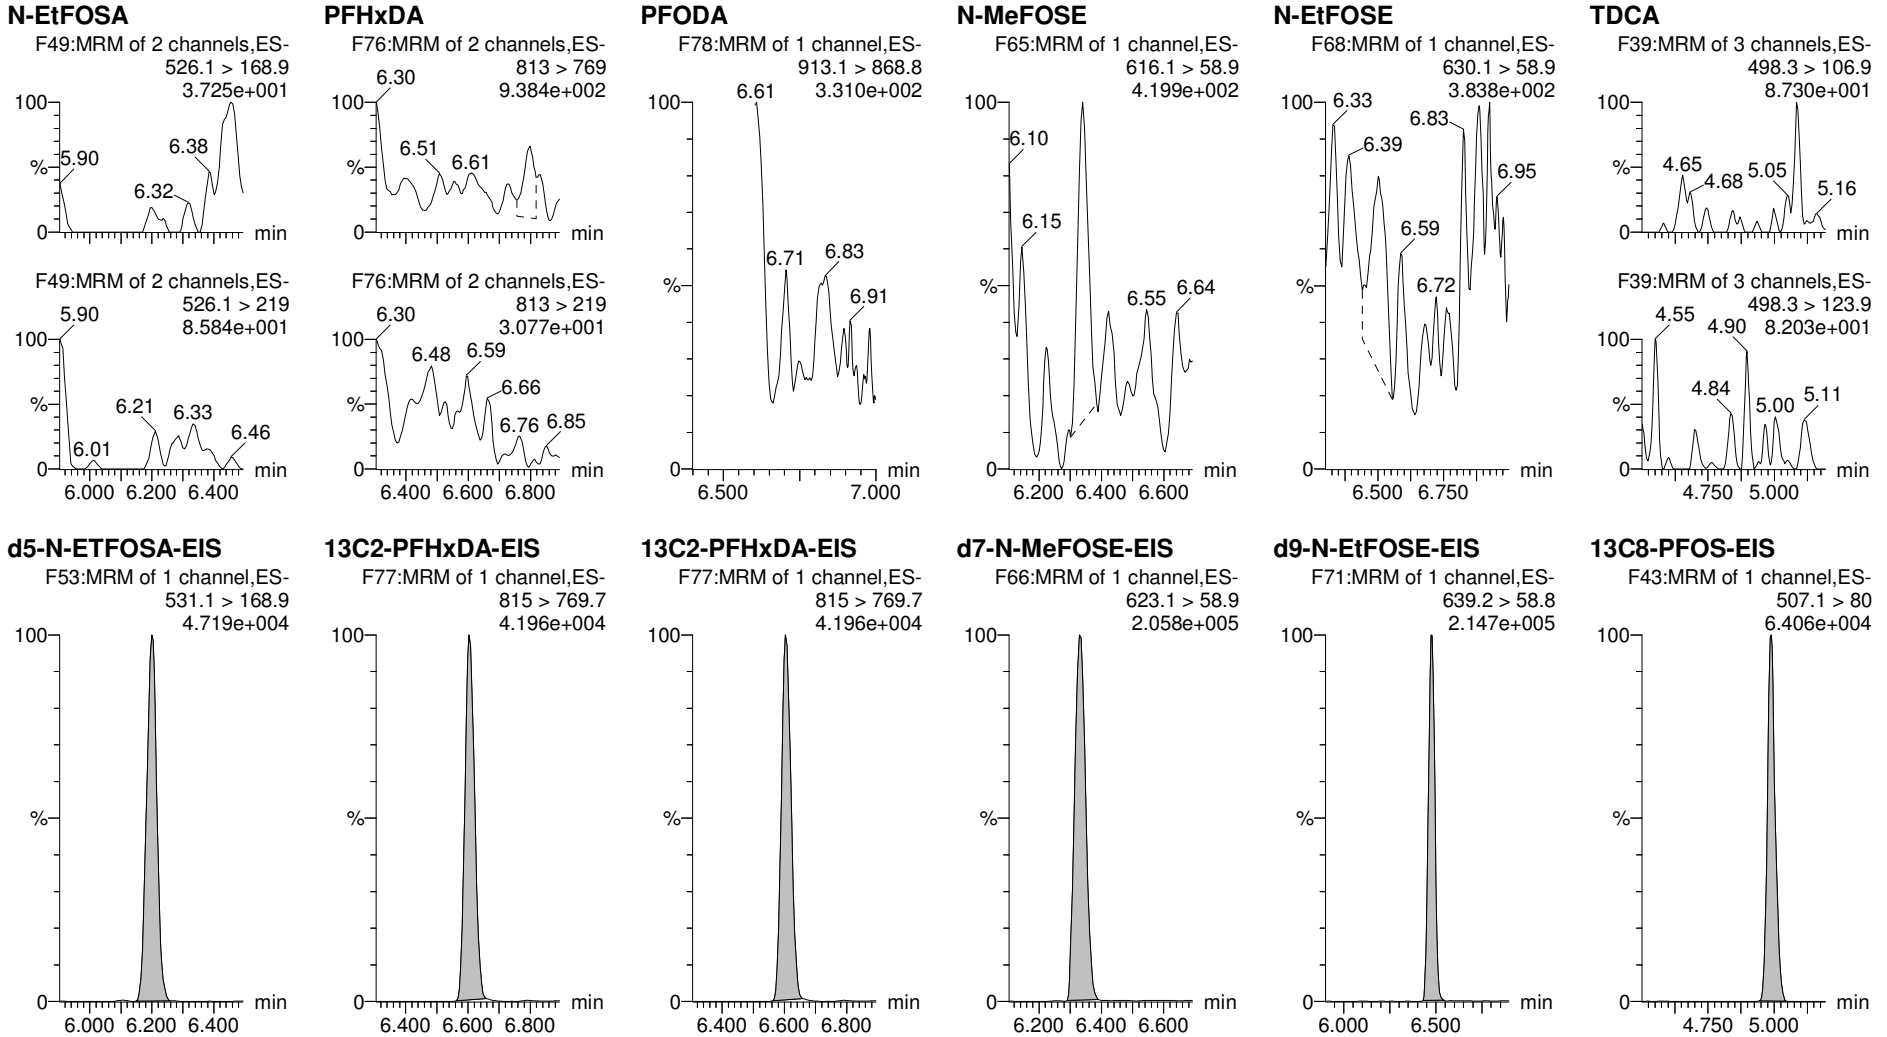 N-EtFOSA
F49:MRM of 2 channels,ES-
526.1 > 168.9
3.725e+001
100
%
0
5.90
6.32
6.38
min
F49:MRM of 2 channels,ES-
526.1 > 219
8.584e+001
100
%
0
5.90
6.01
6.21
6.33
6.46
min
6.000 6.200 6.400
PFHxDA
F76:MRM of 2 channels,ES-
813 > 769
9.384e+002
100
%
0
6.30
6.51
6.61
min
F76:MRM of 2 channels,ES-
813 > 219
3.077e+001
100
%
0
6.30
6.48
6.59
6.66
6.76
6.85
min
6.400 6.600 6.800
PFODA
F78:MRM of 1 channel,ES-
913.1 > 868.8
3.310e+002
100
%
0
6.61
6.71
6.83
6.91
min
6.500 7.000
N-MeFOSE
F65:MRM of 1 channel,ES-
616.1 > 58.9
4.199e+002
100
%
0
6.10
6.15
6.55
6.64
min
6.200 6.400 6.600
N-EtFOSE
F68:MRM of 1 channel,ES-
630.1 > 58.9
3.838e+002
100
%
0
6.33
6.39
6.59
6.72
6.83
6.95
min
6.500 6.750
TDCA
F39:MRM of 3 channels,ES-
498.3 > 106.9
8.730e+001
100
%
0
4.65
4.68
5.05
5.16
min
F39:MRM of 3 channels,ES-
498.3 > 123.9
8.203e+001
100
%
0
4.55
4.84
4.90
5.00
5.11
min
4.750 5.000
d5-N-ETFOSA-EIS
F53:MRM of 1 channel,ES-
531.1 > 168.9
4.719e+004
100
%
0
min
6.000 6.200 6.400
13C2-PFHxDA-EIS
F77:MRM of 1 channel,ES-
815 > 769.7
4.196e+004
100
%
0
min
6.400 6.600 6.800
13C2-PFHxDA-EIS
F77:MRM of 1 channel,ES-
815 > 769.7
4.196e+004
100
%
0
min
6.400 6.600 6.800
d7-N-MeFOSE-EIS
F66:MRM of 1 channel,ES-
623.1 > 58.9
2.058e+005
100
%
0
min
6.200 6.400 6.600
d9-N-EtFOSE-EIS
F71:MRM of 1 channel,ES-
639.2 > 58.8
2.147e+005
100
%
0
min
6.000 6.500
13C8-PFOS-EIS
F43:MRM of 1 channel,ES-
507.1 > 80
6.406e+004
100
%
0
min
4.750 5.000